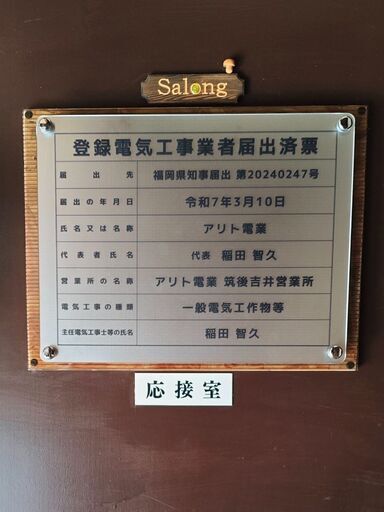 Salong
登録電気工事業者届出済票
届出先 福岡県知事届出 第20240247号
届出の年月日 令和7年3月10日
氏名又は名称 アリト電業
代表者氏名 代表 稲田 智久
営業所の名称 アリト電業 筑後吉井営業所
電気工事の種類 一般電気工作物等
主任電気工事士等の氏名 稲田 智久
応接室